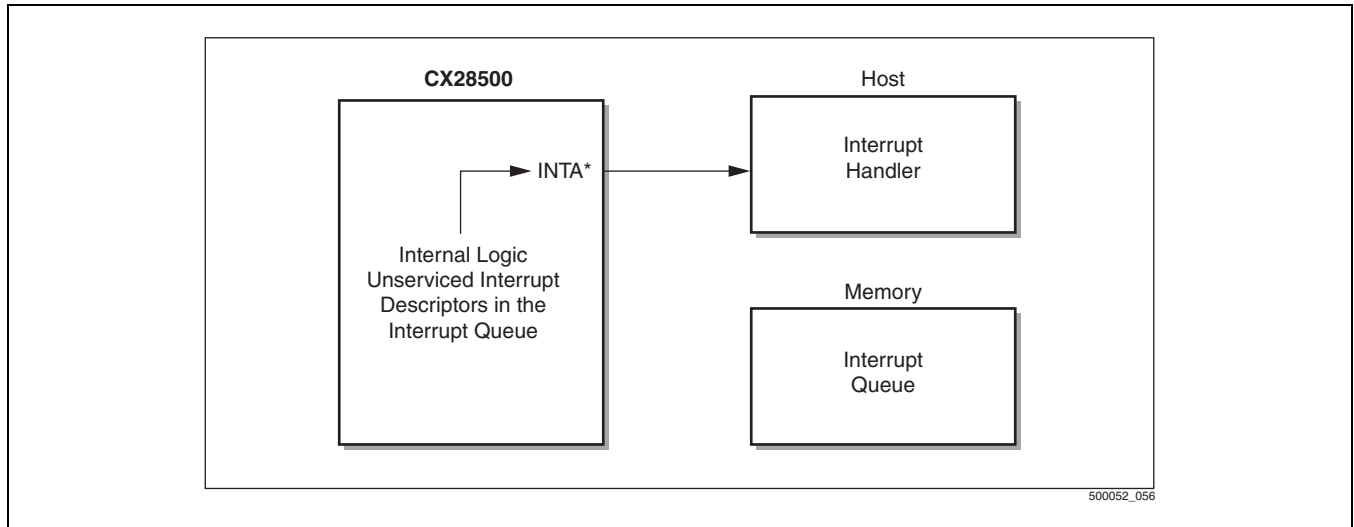 CX28500
INTA*
Internal Logic
Unserviced Interrupt
Descriptors in the
Interrupt Queue
Host
Interrupt
Handler
Memory
Interrupt
Queue
500052_056